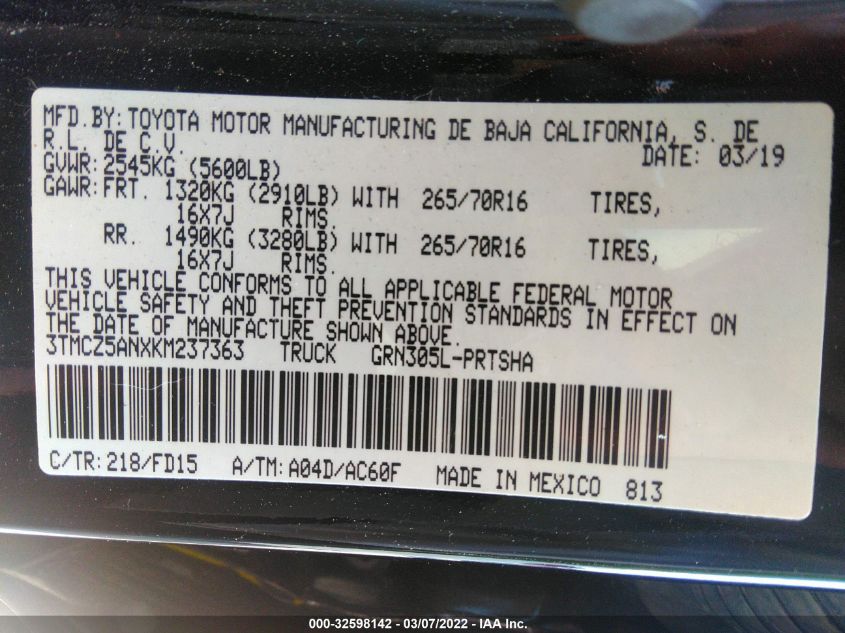 MFD.BY: TOYOTA MOTOR MANUFACTURING DE BAJA CALIFORNIA, S. DE
R.L. DE C.V. DATE: 03/19
GVWR: 2545KG (5600LB)
GAWR: FRT. 1320KG (2910LB) WITH 265/70R16 TIRES,
16X7J RIMS.
RR. 1490KG (3280LB) WITH 265/70R16 TIRES,
16X7J RIMS.
THIS VEHICLE CONFORMS TO ALL APPLICABLE FEDERAL MOTOR
VEHICLE SAFETY AND THEFT PREVENTION STANDARDS IN EFFECT ON
THE DATE OF MANUFACTURE SHOWN ABOVE.
3TMCZ5ANXKM237363 TRUCK GRN305L-PRTSHA
C/TR: 218/FD15 A/TM: A04D/AC60F MADE IN MEXICO 813
000-32598142 - 03/07/2022 - IAA Inc.